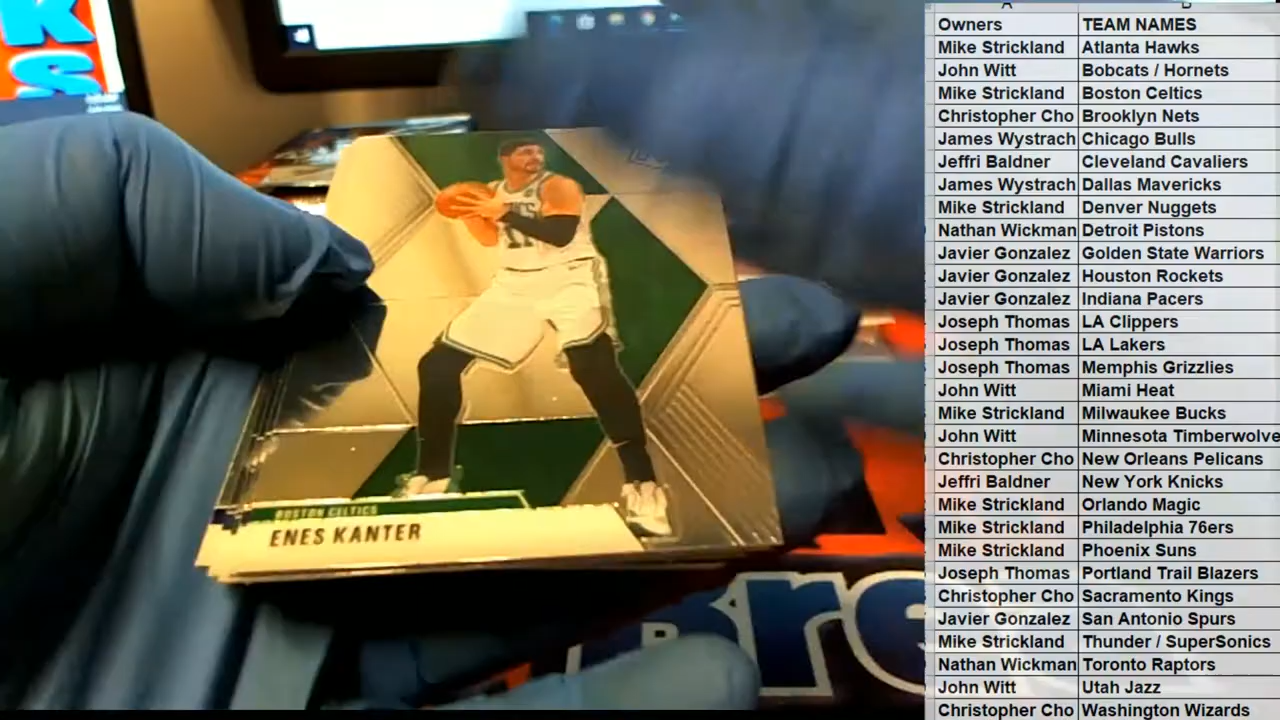 K
S
BOSTON CELTICS
ENES KANTER
Bre
A B
Owners TEAM NAMES
Mike Strickland Atlanta Hawks
John Witt Bobcats / Hornets
Mike Strickland Boston Celtics
Christopher Cho Brooklyn Nets
James Wystrach Chicago Bulls
Jeffri Baldner Cleveland Cavaliers
James Wystrach Dallas Mavericks
Mike Strickland Denver Nuggets
Nathan Wickman Detroit Pistons
Javier Gonzalez Golden State Warriors
Javier Gonzalez Houston Rockets
Javier Gonzalez Indiana Pacers
Joseph Thomas LA Clippers
Joseph Thomas LA Lakers
Joseph Thomas Memphis Grizzlies
John Witt Miami Heat
Mike Strickland Milwaukee Bucks
John Witt Minnesota Timberwolve
Christopher Cho New Orleans Pelicans
Jeffri Baldner New York Knicks
Mike Strickland Orlando Magic
Mike Strickland Philadelphia 76ers
Mike Strickland Phoenix Suns
Joseph Thomas Portland Trail Blazers
Christopher Cho Sacramento Kings
Javier Gonzalez San Antonio Spurs
Mike Strickland Thunder / SuperSonics
Nathan Wickman Toronto Raptors
John Witt Utah Jazz
Christopher Cho Washington Wizards